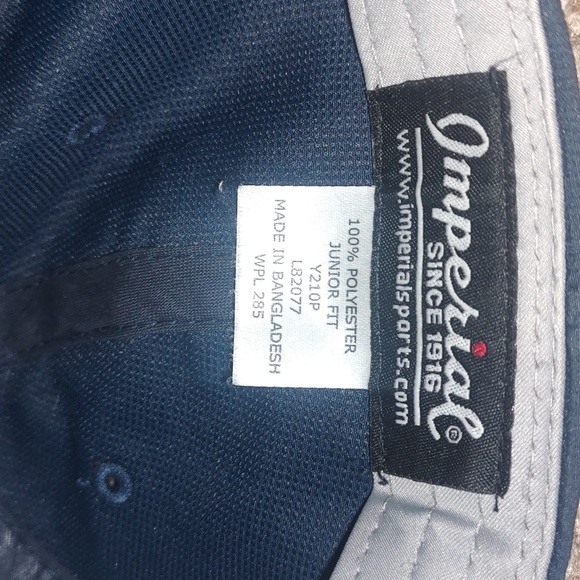 Imperial®
SINCE 1916
www.imperialsports.com
100% POLYESTER
JUNIOR FIT
Y210P
L82077
MADE IN BANGLADESH
WPL 285